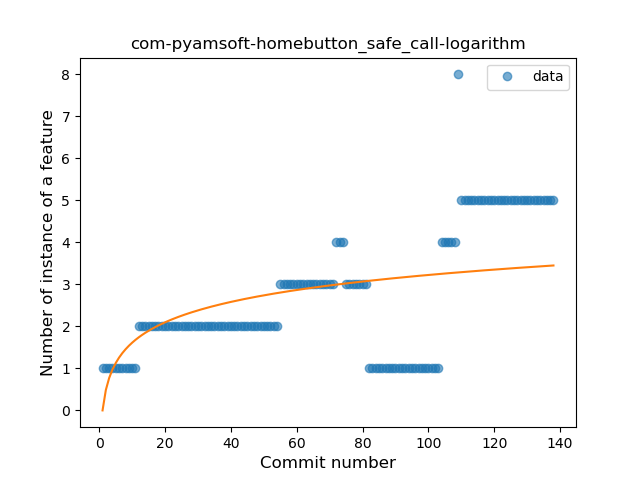 com-pyamsoft-homebutton_safe_call-logarithm
data
Number of instance of a feature
8
7
6
5
4
3
2
1
0
0 20 40 60 80 100 120 140
Commit number